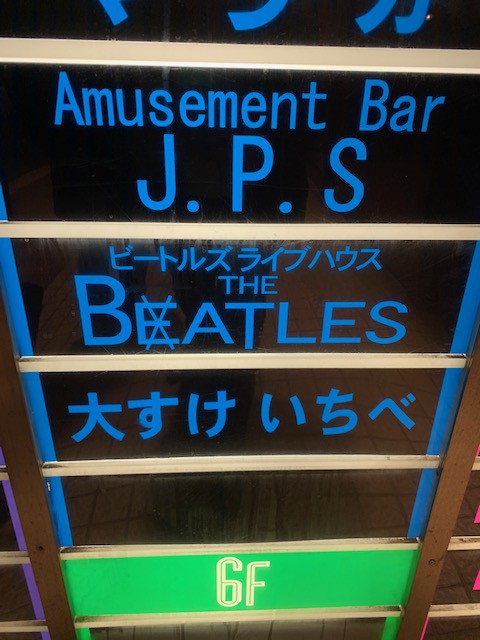 Amusement Bar
J.P.S
ビートルズ ライブハウス
THE
BEATLES
大すけ いちべ
6F